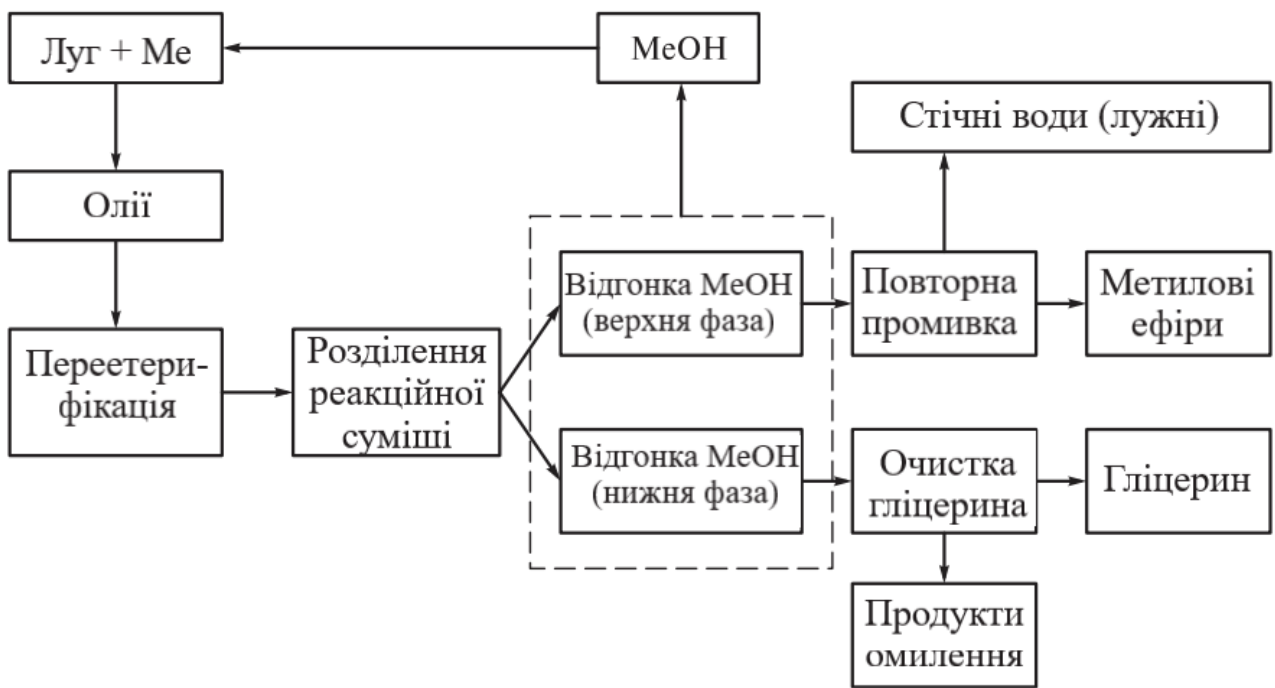 Луг + Ме
МеОН
Стічні води (лужні)
Олії
Відгонка МеОН
(верхня фаза)
Повторна
промивка
Метилові
ефіри
Переетери-
фікація
Розділення
реакційної
суміші
Відгонка МеОН
(нижня фаза)
Очистка
гліцерина
Гліцерин
Продукти
омилення